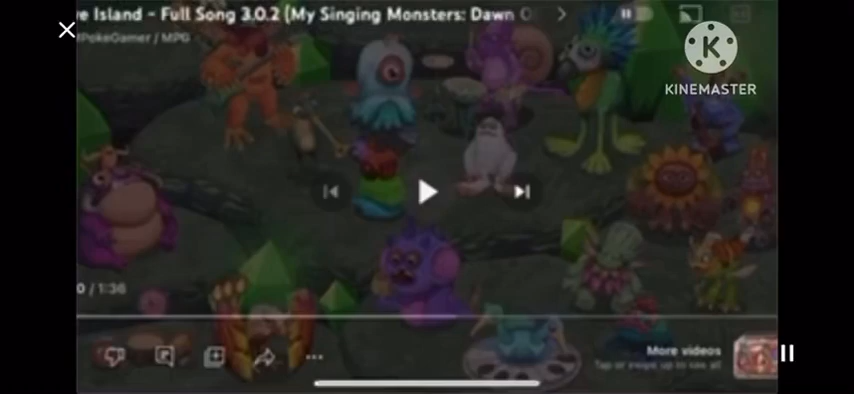 e Island - Full Song 3.0.2 (My Singing Monsters: Dawn O
PokeGamer / MPG
KINEMASTER
0 / 1:36
More videos
Tap or swipe up to see all